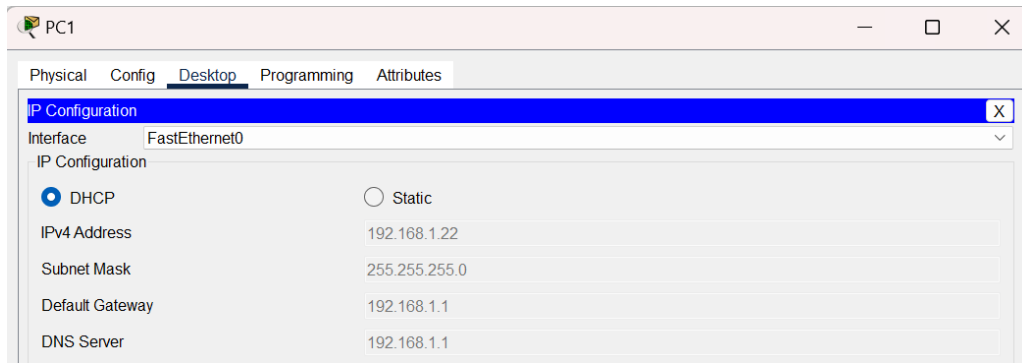 PC1
Physical Config Desktop Programming Attributes
IP Configuration X
Interface FastEthernet0
IP Configuration
DHCP Static
IPv4 Address 192.168.1.22
Subnet Mask 255.255.255.0
Default Gateway 192.168.1.1
DNS Server 192.168.1.1